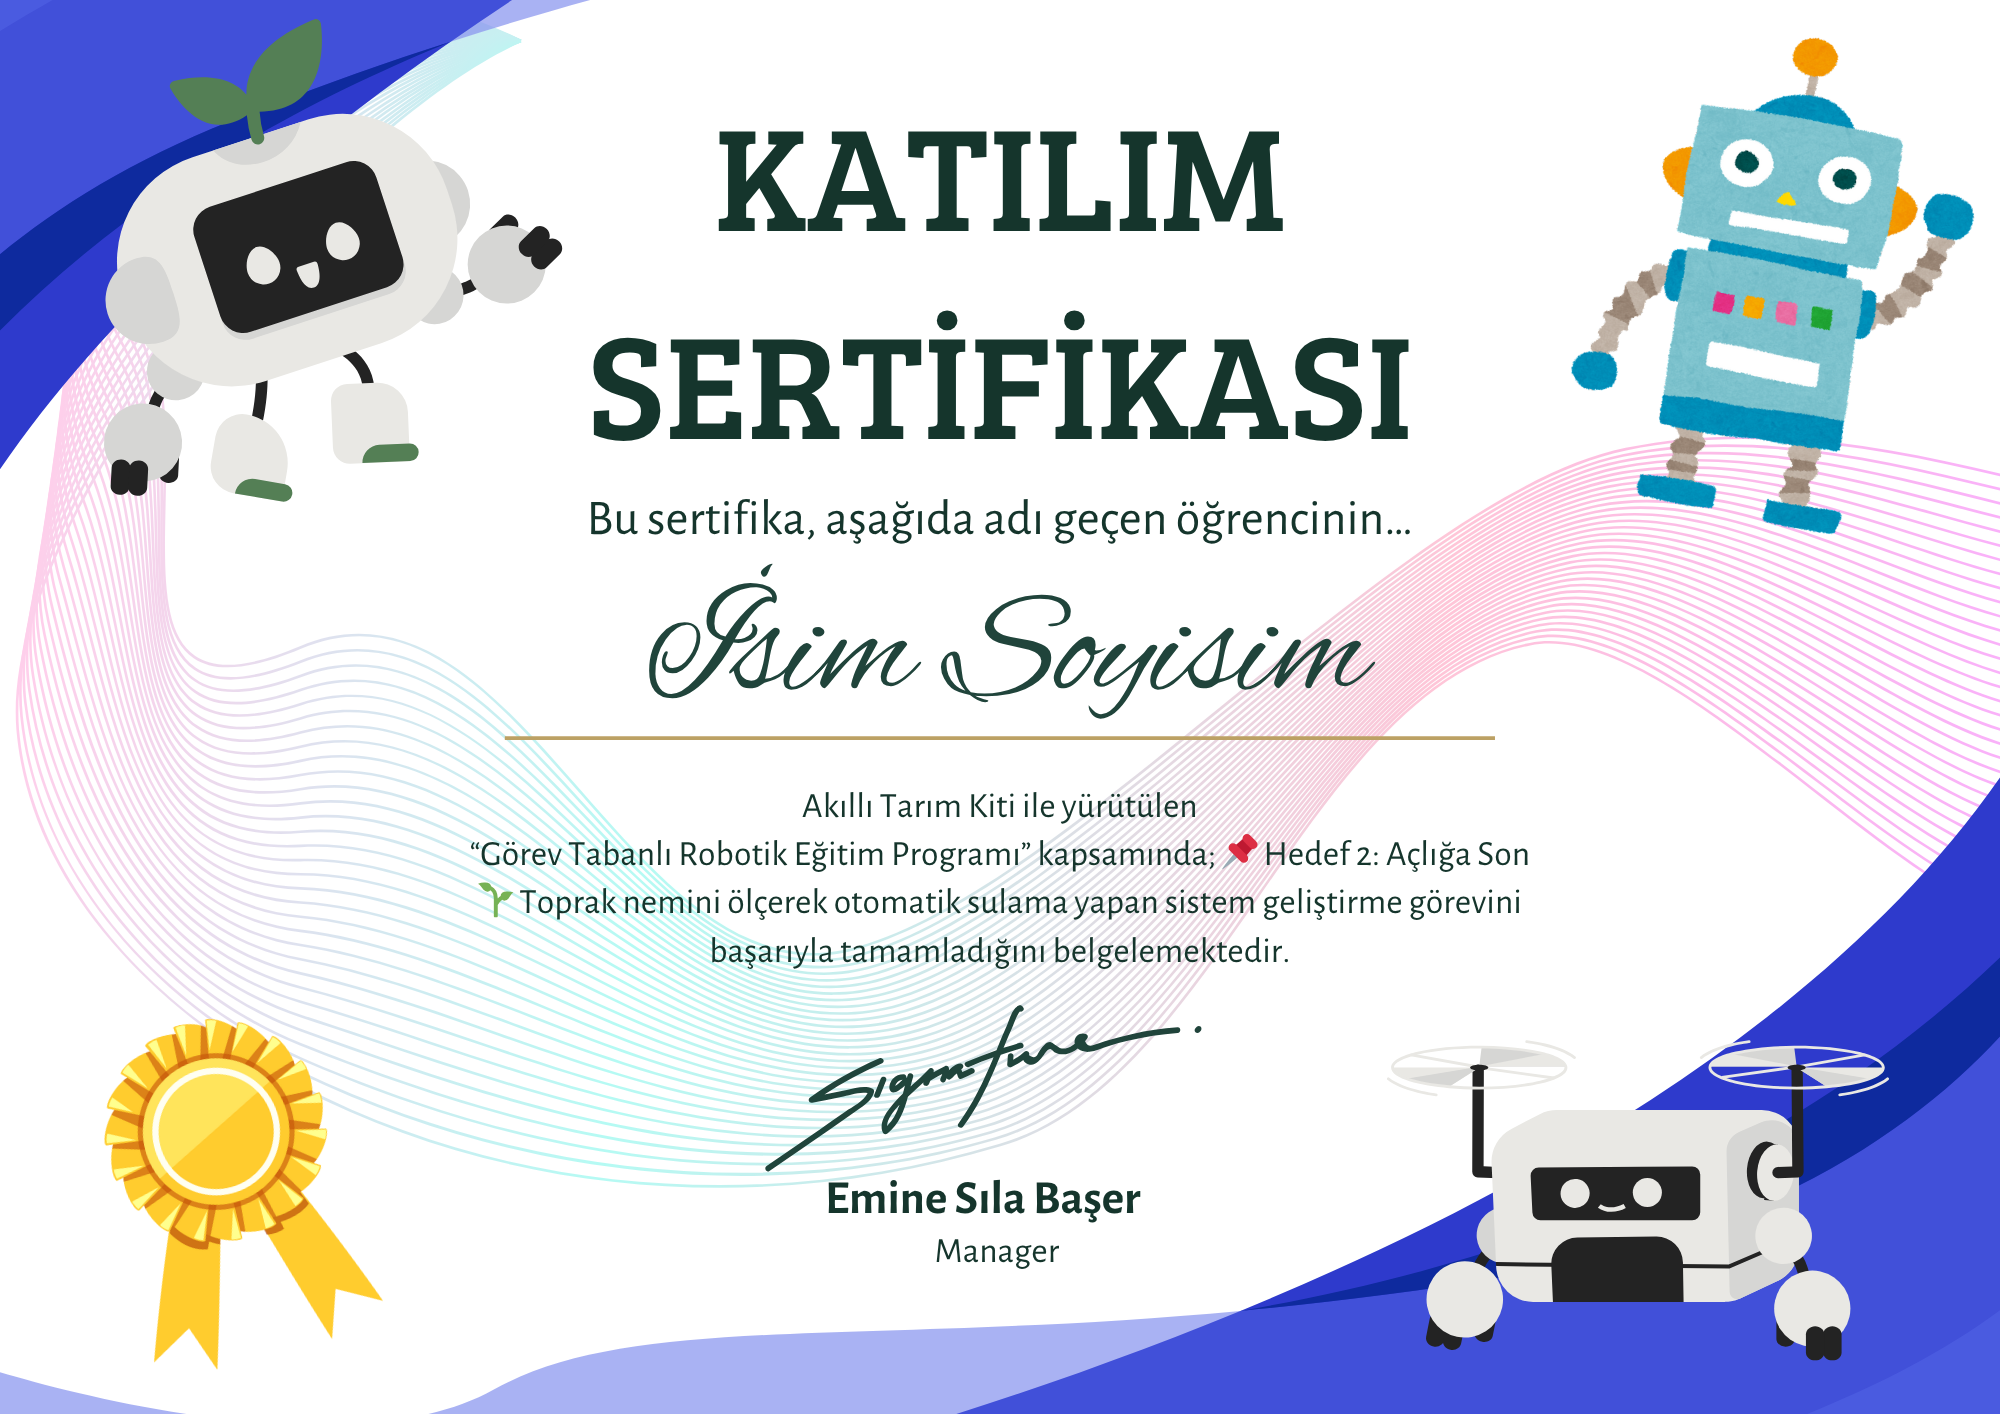 KATILIM
SERTİFİKASI
Bu sertifika, aşağıda adı geçen öğrencinin...
İsim Soyisim
Akıllı Tarım Kiti ile yürütülen
“Görev Tabanlı Robotik Eğitim Programı” kapsamında; 📌 Hedef 2: Açlığa Son
🌱 Toprak nemini ölçerek otomatik sulama yapan sistem geliştirme görevini
başarıyla tamamladığını belgelemektedir.
Signature
Emine Sıla Başer
Manager